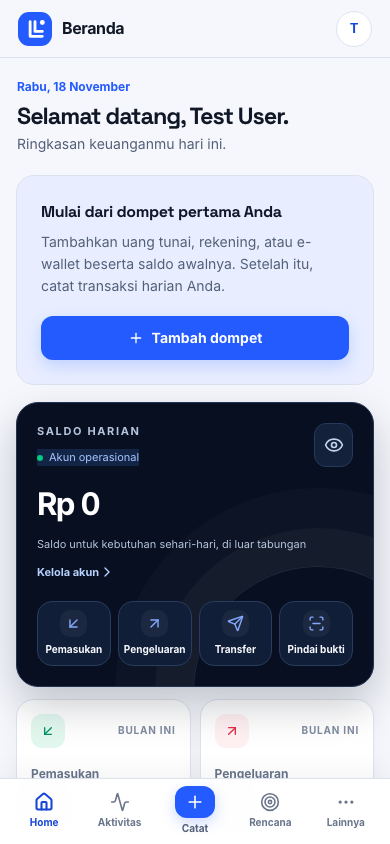 Beranda
T
Rabu, 18 November
Selamat datang, Test User.
Ringkasan keuanganmu hari ini.
Mulai dari dompet pertama Anda
Tambahkan uang tunai, rekening, atau e-
wallet beserta saldo awalnya. Setelah itu,
catat transaksi harian Anda.
Tambah dompet
SALDO HARIAN
Akun operasional
Rp 0
Saldo untuk kebutuhan sehari-hari, di luar tabungan
Kelola akun
Pemasukan
Pengeluaran
Transfer
Pindai bukti
BULAN INI
BULAN INI
Pemasukan
Pengeluaran
Home
Aktivitas
Catat
Rencana
Lainnya